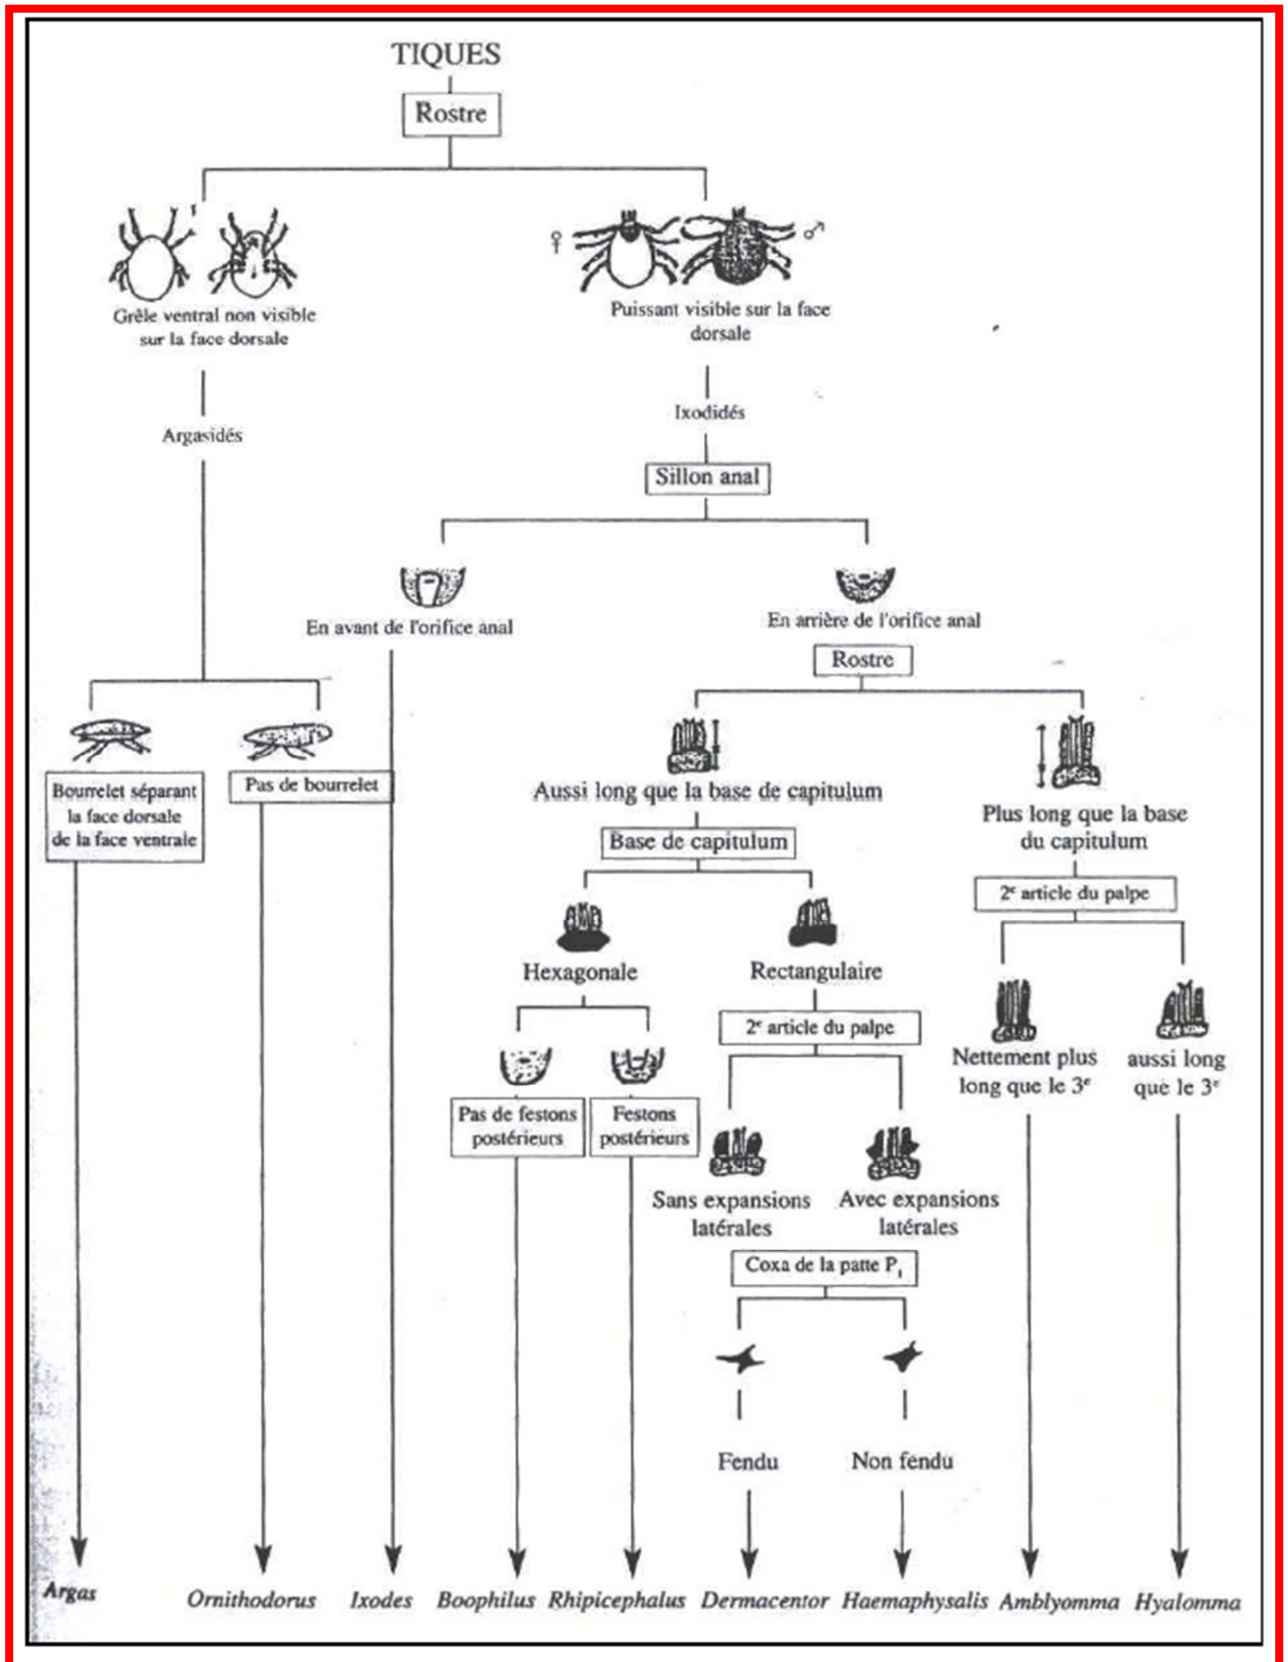 TIQUES
Rostre
♀
♂
Grêle ventral non visible
sur la face dorsale
Puissant visible sur la face
dorsale
Argasidés
Ixodidés
Sillon anal
En avant de l'orifice anal
En arrière de l'orifice anal
Rostre
Bourrelet séparant
la face dorsale
de la face ventrale
Pas de bourrelet
Aussi long que la base de capitulum
Plus long que la base
du capitulum
Base de capitulum
2e article du palpe
Hexagonale
Rectangulaire
2e article du palpe
Nettement plus
long que le 3e
aussi long
que le 3e
Pas de festons
postérieurs
Festons
postérieurs
Sans expansions
latérales
Avec expansions
latérales
Coxa de la patte P1
Fendu
Non fendu
Argas
Ornithodorus
Ixodes
Boophilus
Rhipicephalus
Dermacentor
Haemaphysalis
Amblyomma
Hyalomma